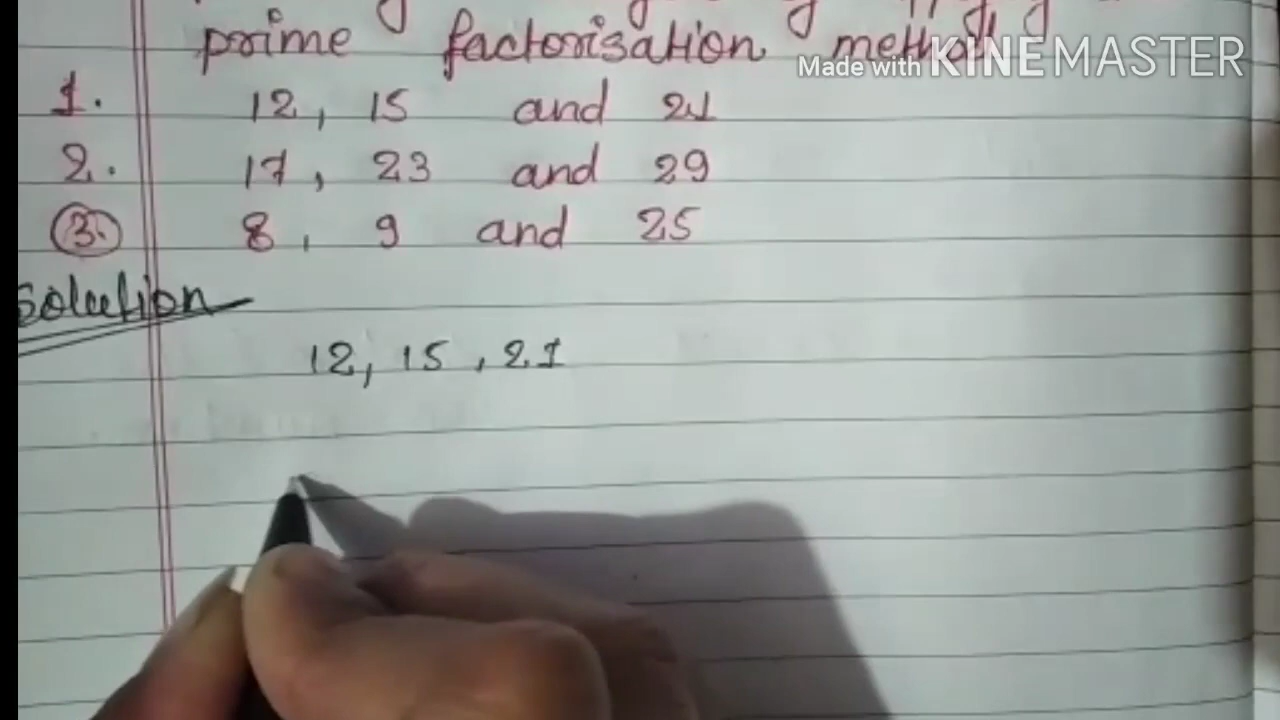 prime factorisation method
Made with KINEMASTER
1. 12, 15 and 21
2. 17, 23 and 29
3. 8, 9 and 25
Solution
12, 15, 21